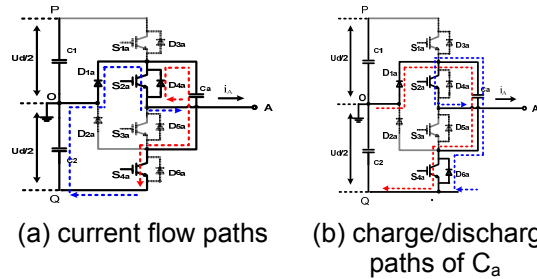 P
P
S1a
D3a
S1a
D3a
Ud/2
C1
D1a
S2a
D4a
Ca
iA
Ud/2
C1
D1a
S2a
D4a
Ca
iA
O
A
O
A
D2a
S3a
D5a
D2a
S3a
D5a
Ud/2
C2
S4a
D6a
Ud/2
C2
S4a
D6a
Q
Q
(a) current flow paths
(b) charge/discharge
paths of Ca